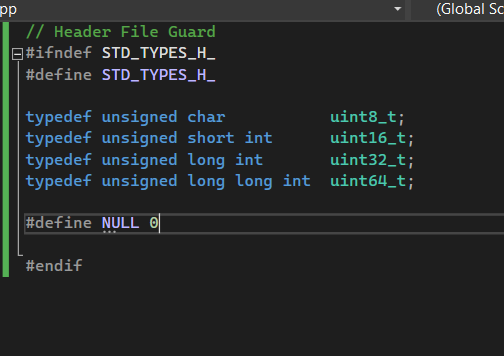 pp
(Global Sc
// Header File Guard
#ifndef STD_TYPES_H_
#define STD_TYPES_H_
typedef unsigned char uint8_t;
typedef unsigned short int uint16_t;
typedef unsigned long int uint32_t;
typedef unsigned long long int uint64_t;
#define NULL 0
#endif